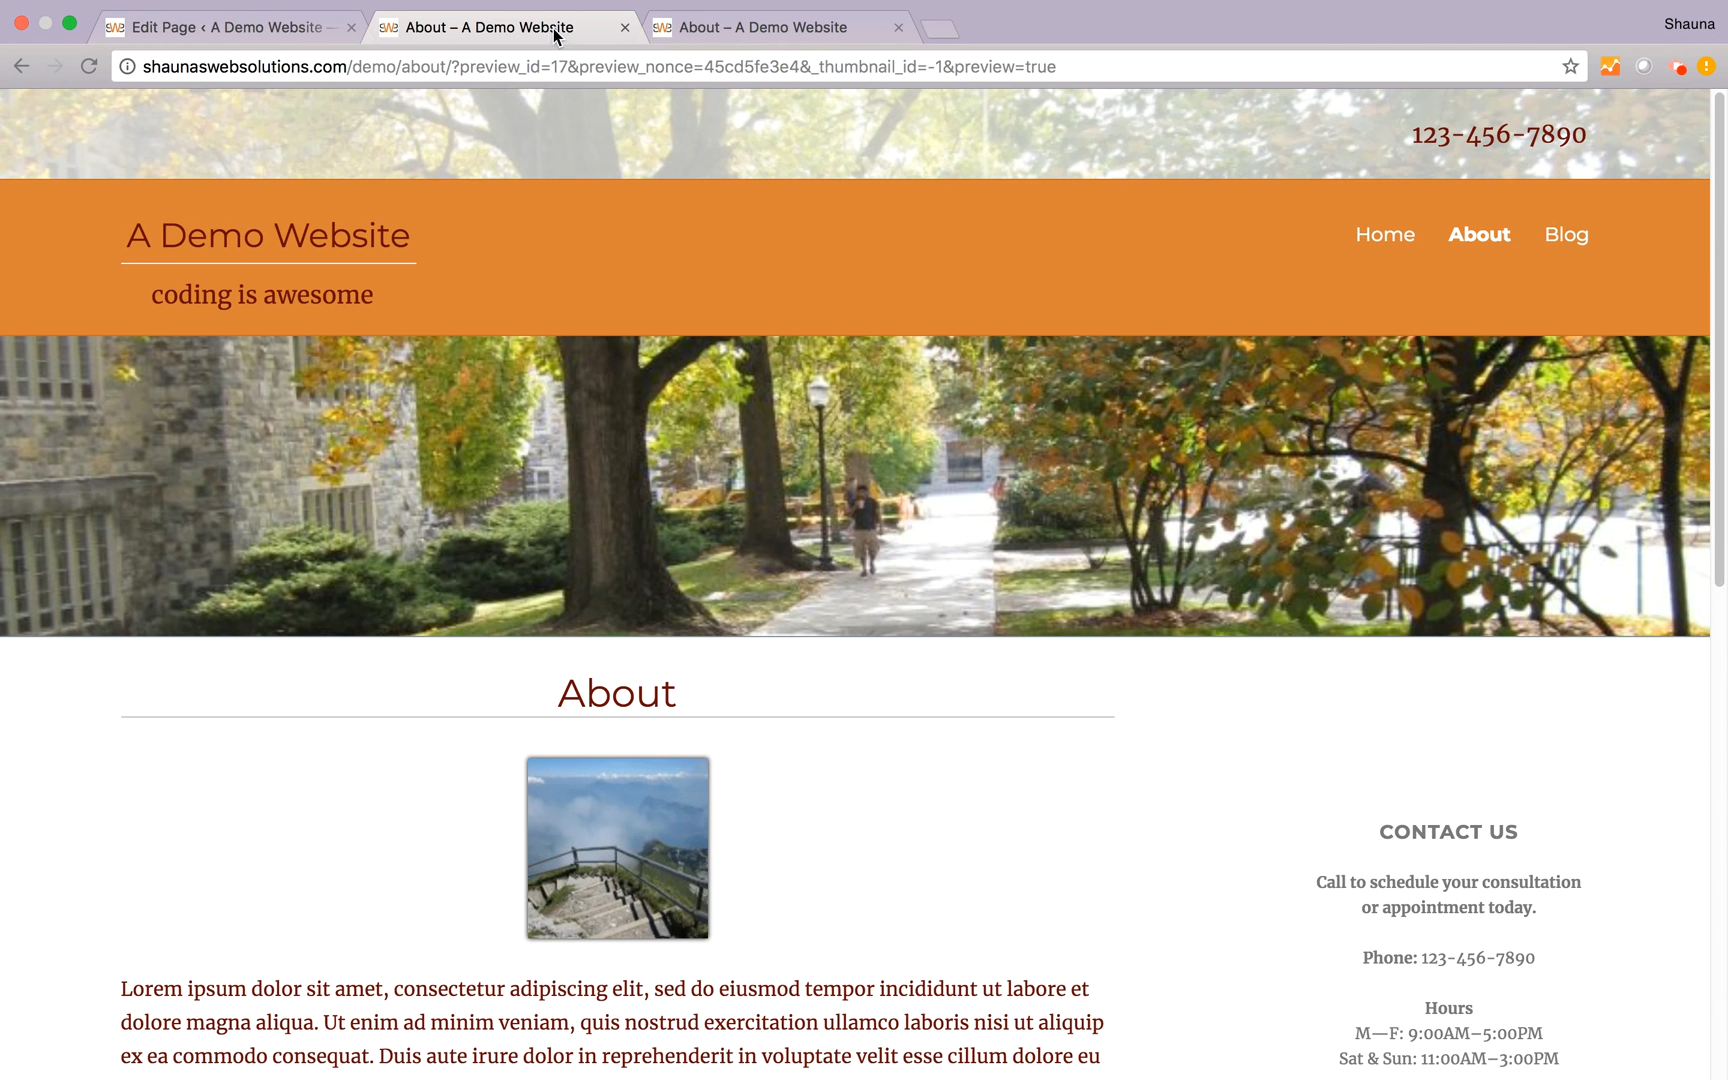 Edit Page ‹ A Demo Website —
About – A Demo Website
About – A Demo Website
Shauna
shaunaswebsolutions.com/demo/about/?preview_id=17&preview_nonce=45cd5fe3e4&_thumbnail_id=-1&preview=true
123-456-7890
A Demo Website
coding is awesome
Home About Blog
About
Lorem ipsum dolor sit amet, consectetur adipiscing elit, sed do eiusmod tempor incididunt ut labore et
dolore magna aliqua. Ut enim ad minim veniam, quis nostrud exercitation ullamco laboris nisi ut aliquip
ex ea commodo consequat. Duis aute irure dolor in reprehenderit in voluptate velit esse cillum dolore eu
CONTACT US
Call to schedule your consultation
or appointment today.
Phone: 123-456-7890
Hours
M—F: 9:00AM–5:00PM
Sat & Sun: 11:00AM–3:00PM